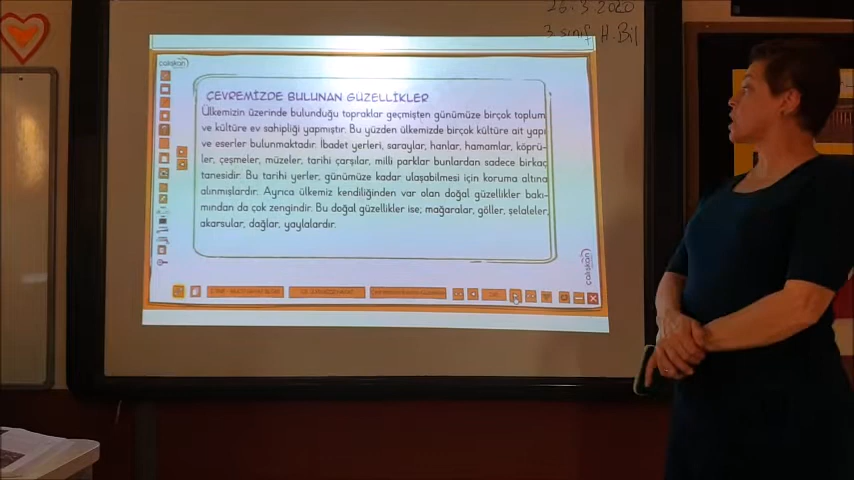 26.3.2020
3.sınıf H.Bil
çalışkan
ÇEVREMİZDE BULUNAN GÜZELLİKLER
Ülkemizin üzerinde bulunduğu topraklar geçmişten günümüze birçok toplum
ve kültüre ev sahipliği yapmıştır. Bu yüzden ülkemizde birçok kültüre ait yapı
ve eserler bulunmaktadır. İbadet yerleri, saraylar, hanlar, hamamlar, köprü-
ler, çeşmeler, müzeler, tarihi çarşılar, milli parklar bunlardan sadece birkaç
tanesidir. Bu tarihi yerler, günümüze kadar ulaşabilmesi için koruma altına
alınmışlardır. Ayrıca ülkemiz kendiliğinden var olan doğal güzellikler bakı-
mından da çok zengindir. Bu doğal güzellikler ise; mağaralar, göller, şelaleler,
akarsular, dağlar, yaylalardır.
çalışkan